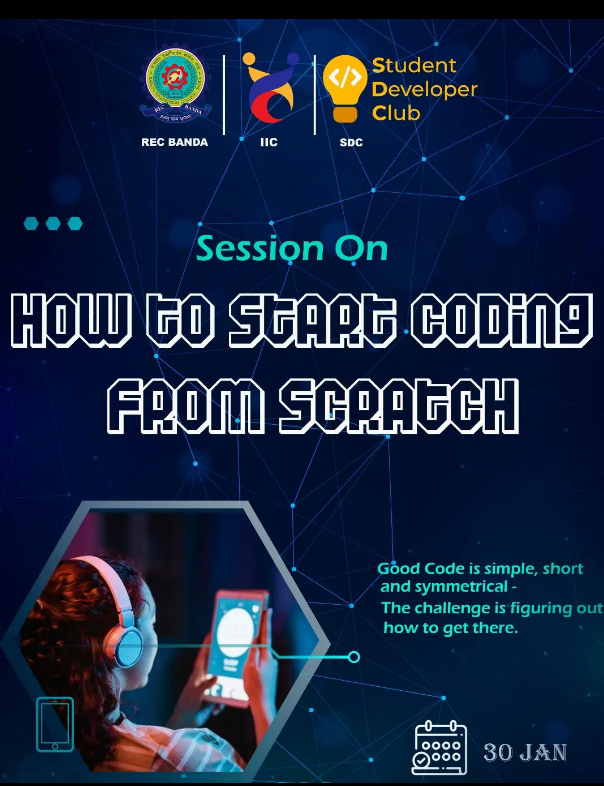 Student
Developer
Club
REC BANDA
IIC
SDC
Session On
HOW tO StARt CODing
FROM SCRAtCH
Good Code is simple, short
and symmetrical -
The challenge is figuring out
how to get there.
30 JAN